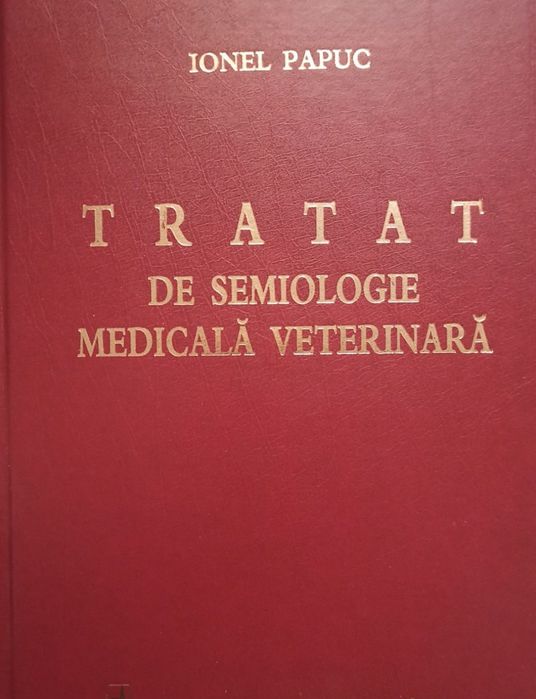 IONEL PAPUC
TRATAT
DE SEMIOLOGIE
MEDICALĂ VETERINARĂ